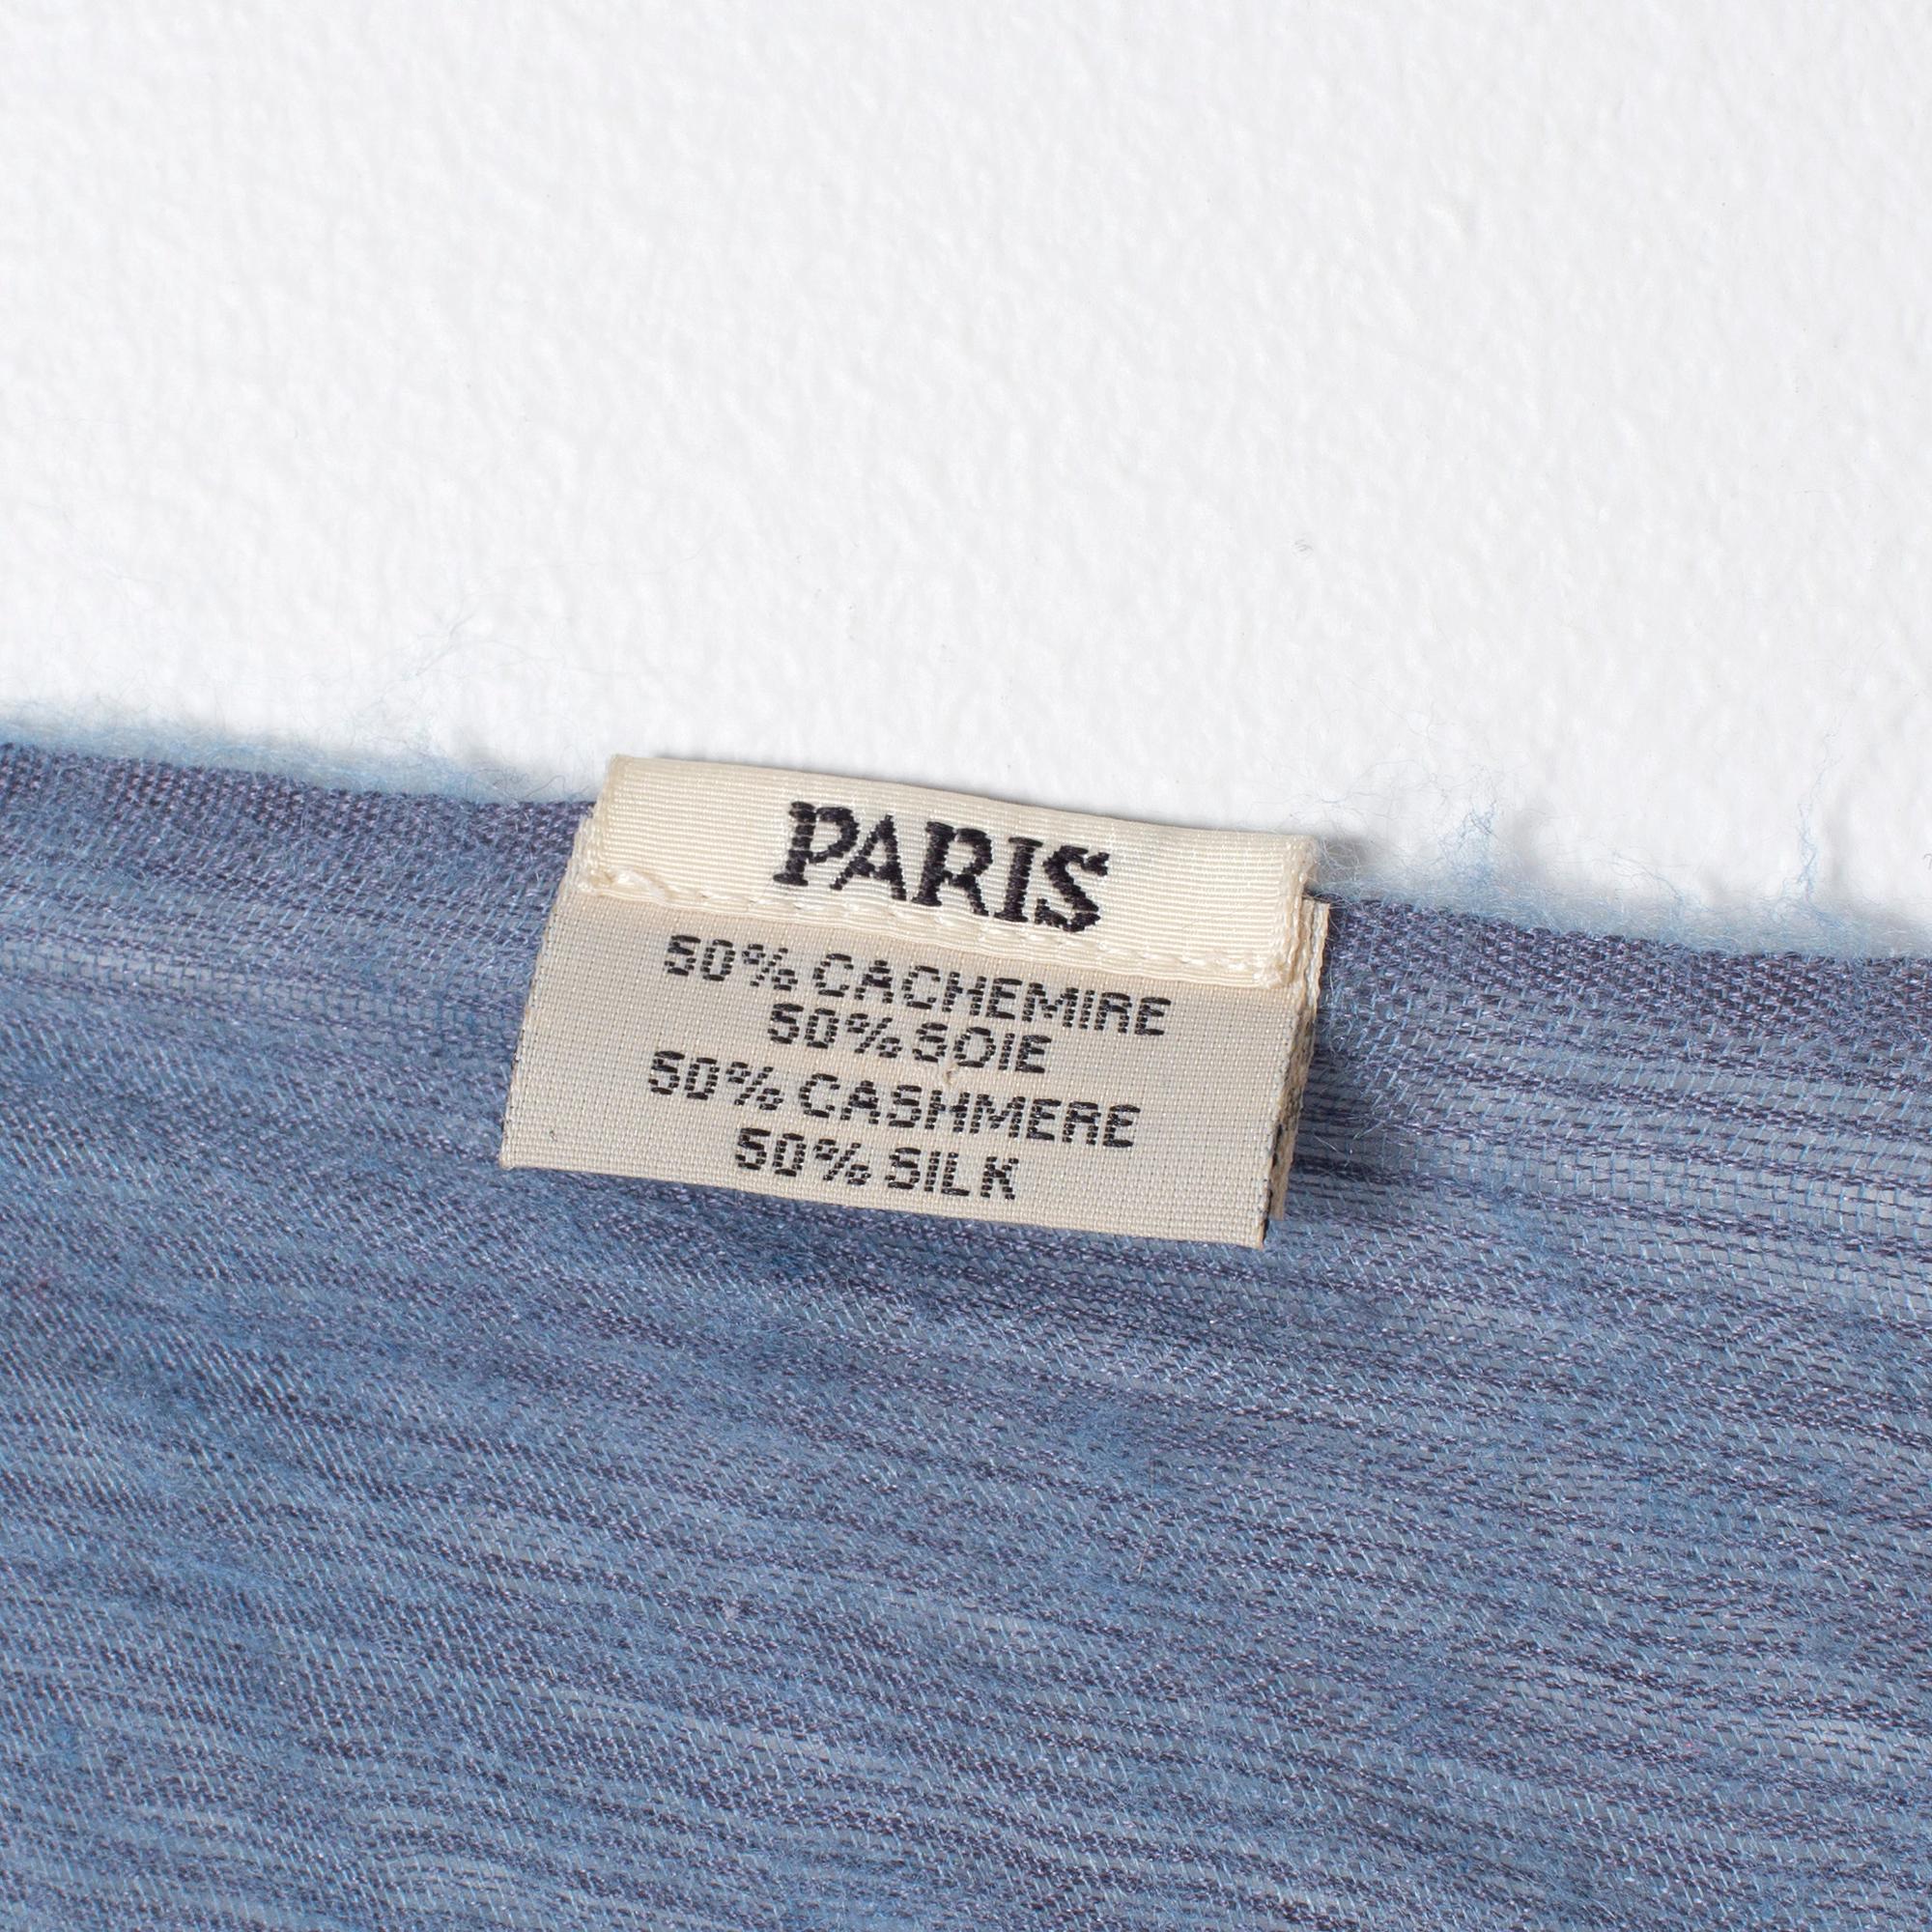 PARIS
50% CACHEMIRE
50% SOIE
50% CASHMERE
50% SILK